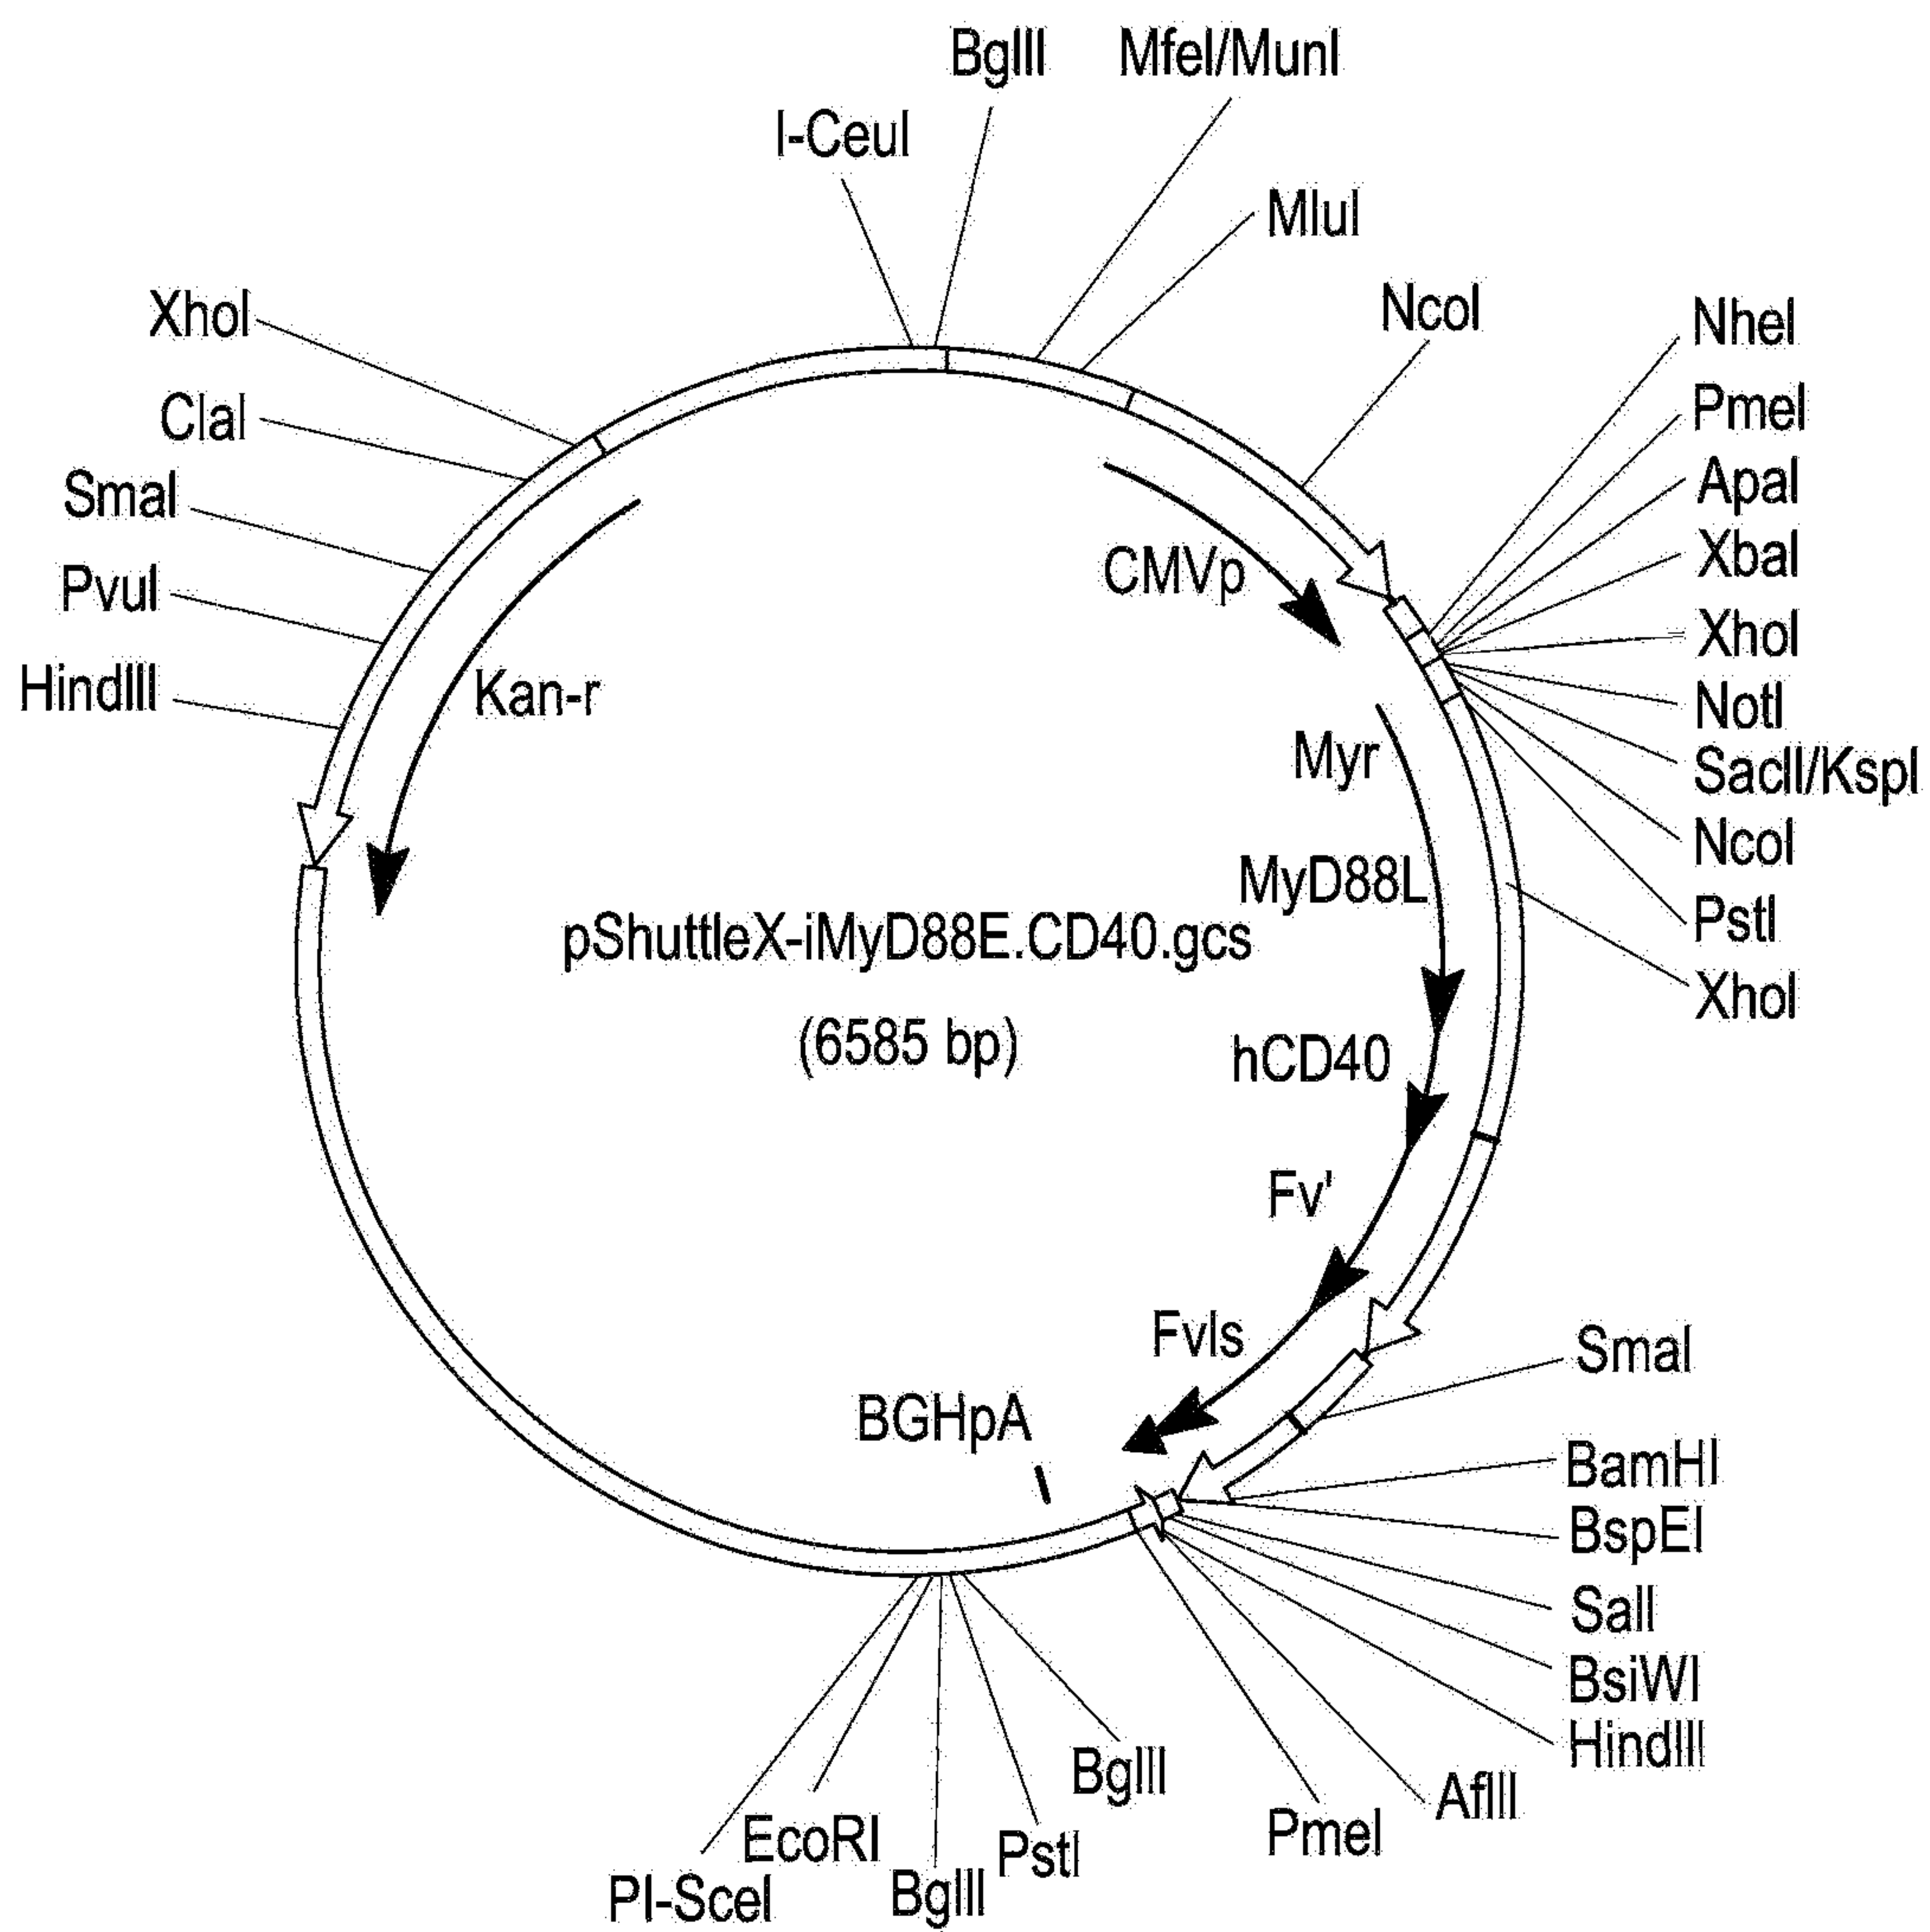 BglII
MfeI/MunI
I-CeuI
MluI
NcoI
XhoI
ClaI
SmaI
PvuI
HindIII
NheI
PmeI
ApaI
XbaI
XhoI
NotI
SacII/KspI
NcoI
PstI
XhoI
CMVp
Kan-r
Myr
MyD88L
pShuttleX-iMyD88E.CD40.gcs
(6585 bp)
hCD40
Fv'
Fvls
BGHpA
SmaI
BamHI
BspEI
SalI
BsiWI
HindIII
AflII
PmeI
BglII
PstI
BglII
EcoRI
PI-SceI